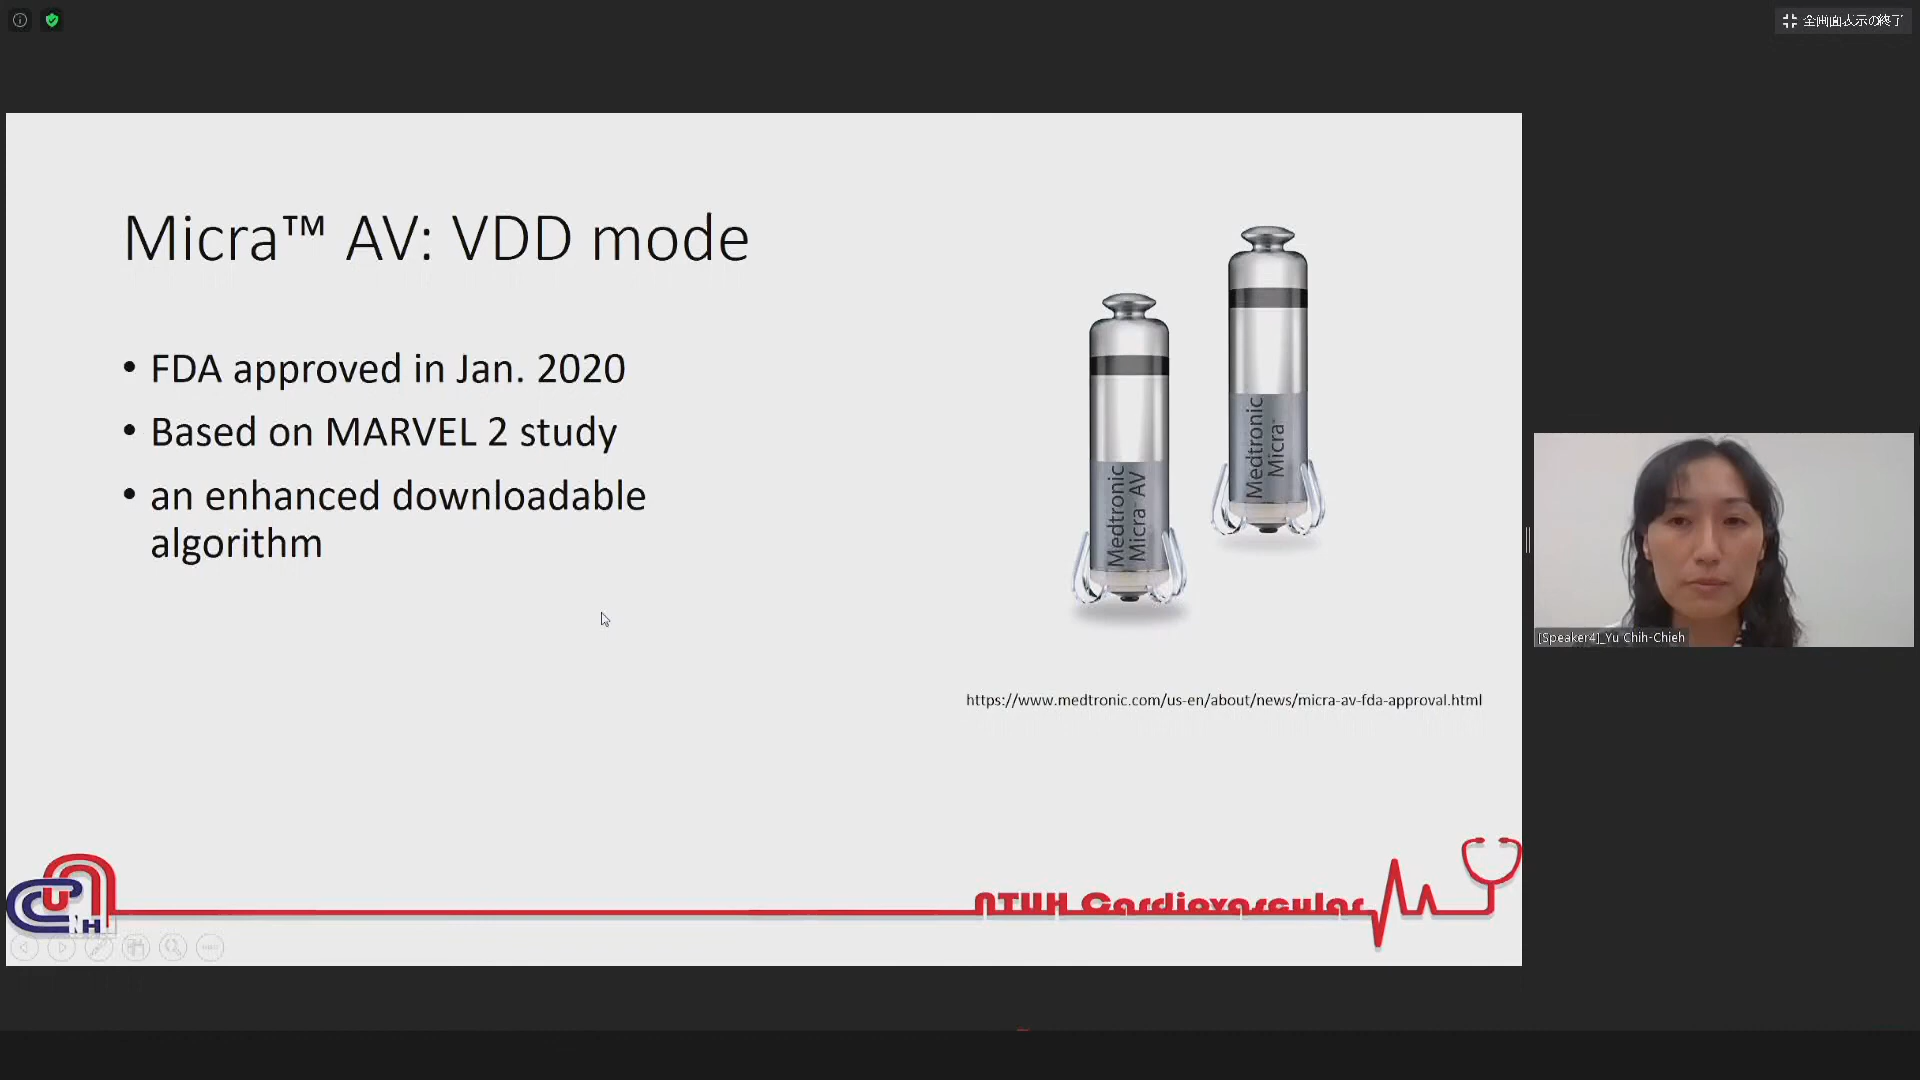 全画面表示の終了
Micra™ AV: VDD mode
• FDA approved in Jan. 2020
• Based on MARVEL 2 study
• an enhanced downloadable
algorithm
Medtronic
Micra™ AV
Medtronic
Micra™
[Speaker4]_Yu Chih-Chieh
https://www.medtronic.com/us-en/about/news/micra-av-fda-approval.html
NTUH Cardiovascular